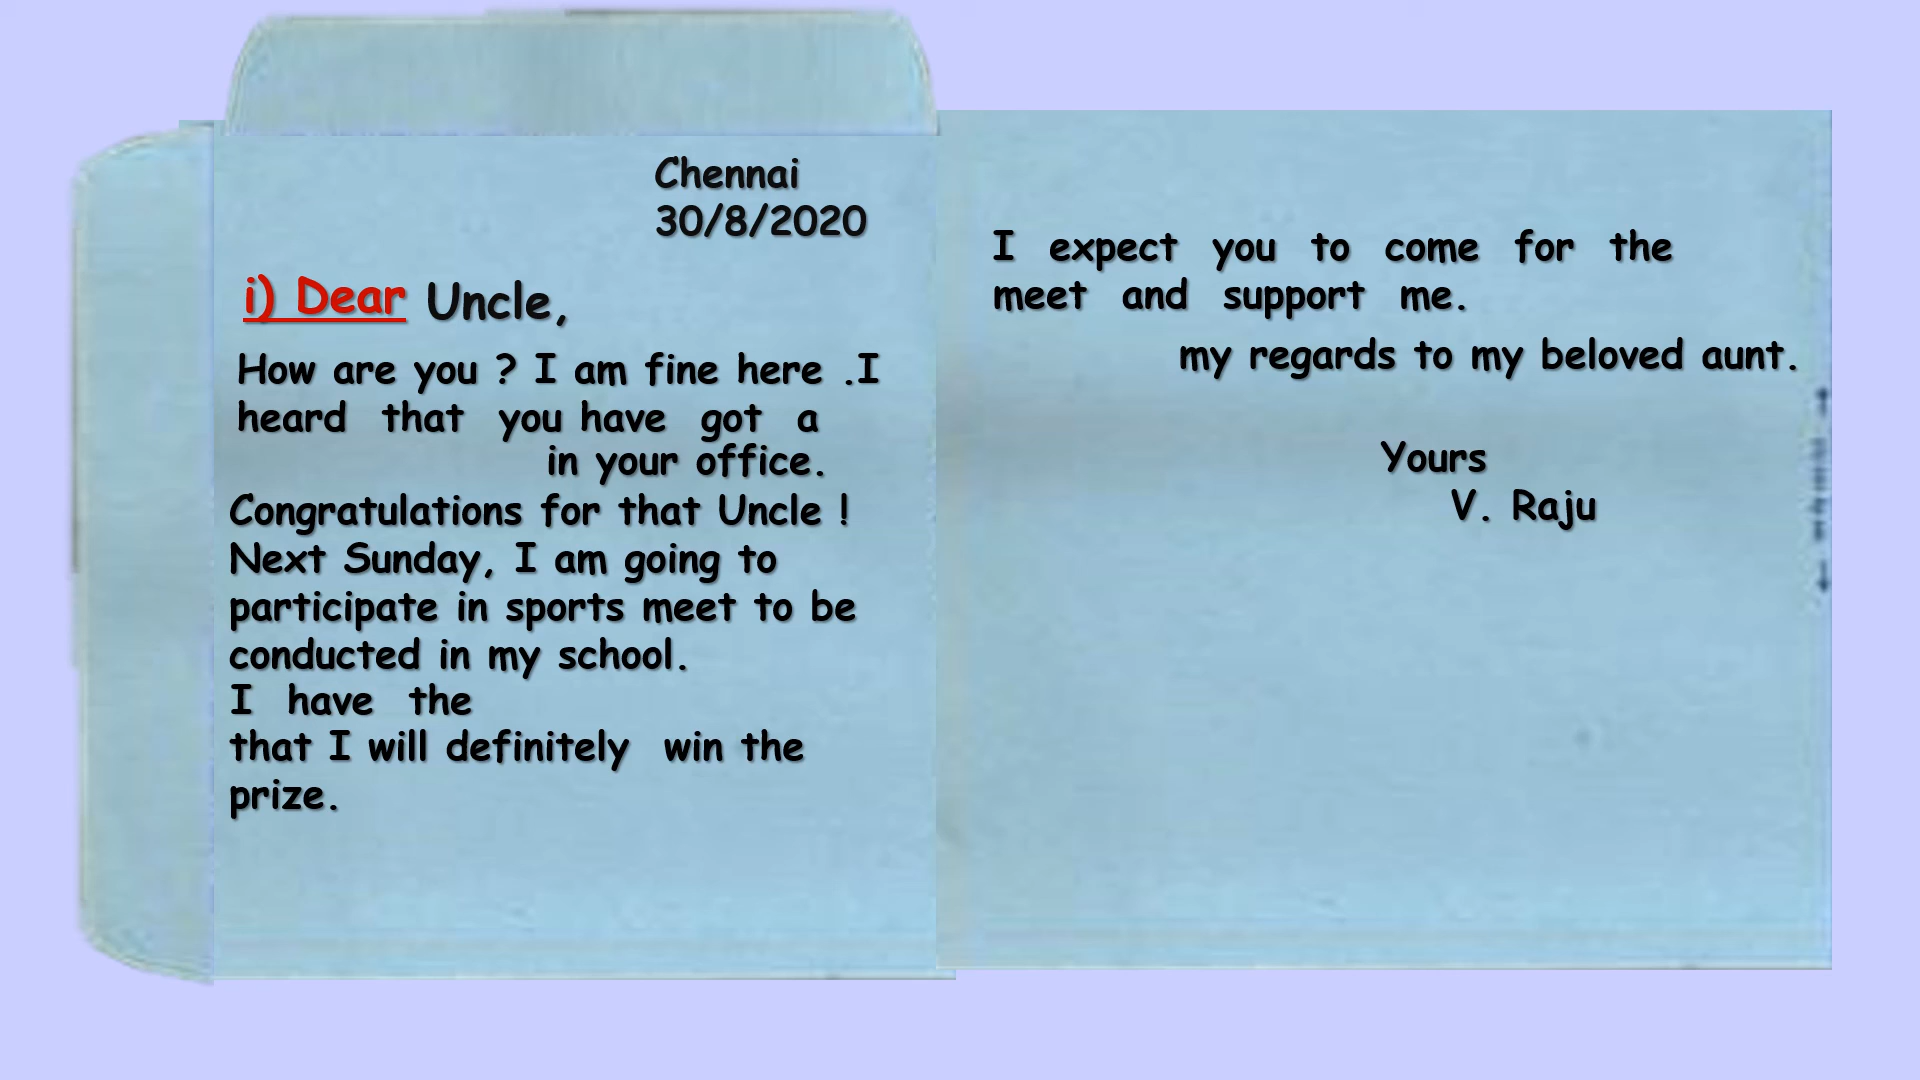 Chennai
30/8/2020
i) Dear Uncle,
How are you ? I am fine here .I
heard that you have got a
in your office.
Congratulations for that Uncle !
Next Sunday, I am going to
participate in sports meet to be
conducted in my school.
I have the
that I will definitely win the
prize.
I expect you to come for the
meet and support me.
my regards to my beloved aunt.
Yours
V. Raju